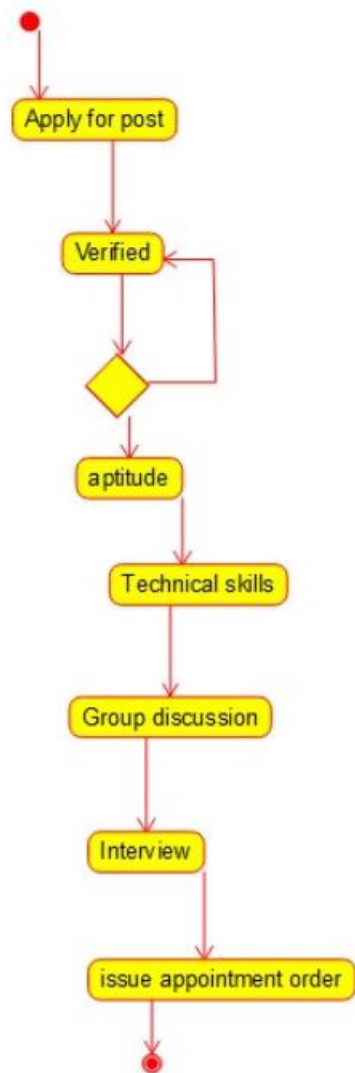 Apply for post
Verified
aptitude
Technical skills
Group discussion
Interview
issue appointment order